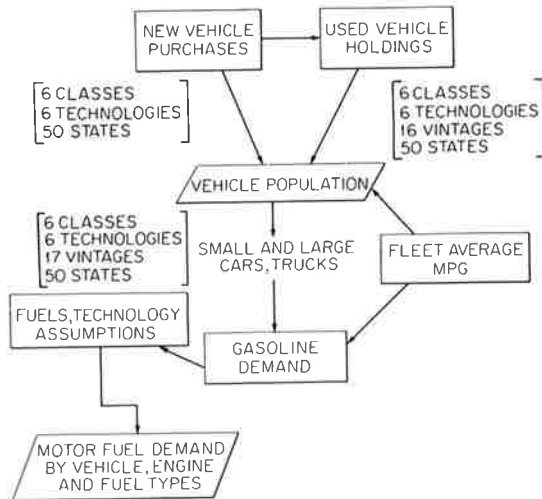 NEW VEHICLE
PURCHASES
USED VEHICLE
HOLDINGS
6 CLASSES
6 TECHNOLOGIES
50 STATES
6 CLASSES
6 TECHNOLOGIES
16 VINTAGES
50 STATES
VEHICLE POPULATION
6 CLASSES
6 TECHNOLOGIES
17 VINTAGES
50 STATES
SMALL AND LARGE
CARS, TRUCKS
FLEET AVERAGE
MPG
FUELS, TECHNOLOGY
ASSUMPTIONS
GASOLINE
DEMAND
MOTOR FUEL DEMAND
BY VEHICLE, ENGINE
AND FUEL TYPES